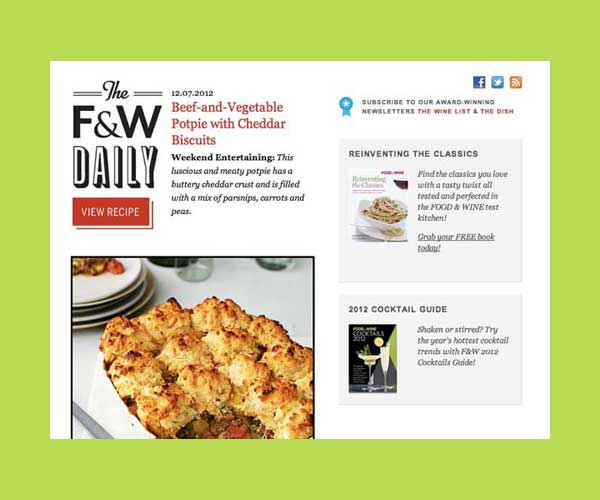 The
F&W
DAILY
VIEW RECIPE
12.07.2012
Beef-and-Vegetable
Potpie with Cheddar
Biscuits
Weekend Entertaining: This
luscious and meaty potpie has a
buttery cheddar crust and is filled
with a mix of parsnips, carrots and
peas.
SUBSCRIBE TO OUR AWARD-WINNING
NEWSLETTERS THE WINE LIST & THE DISH
REINVENTING THE CLASSICS
FOOD&WINE
Reinventing
the Classics
Find the classics you love
with a tasty twist all
tested and perfected in
the FOOD & WINE test
kitchen!
Grab your FREE book
today!
2012 COCKTAIL GUIDE
FOOD&WINE
COCKTAILS
2012
Shaken or stirred? Try
the year's hottest cocktail
trends with F&W 2012
Cocktails Guide!